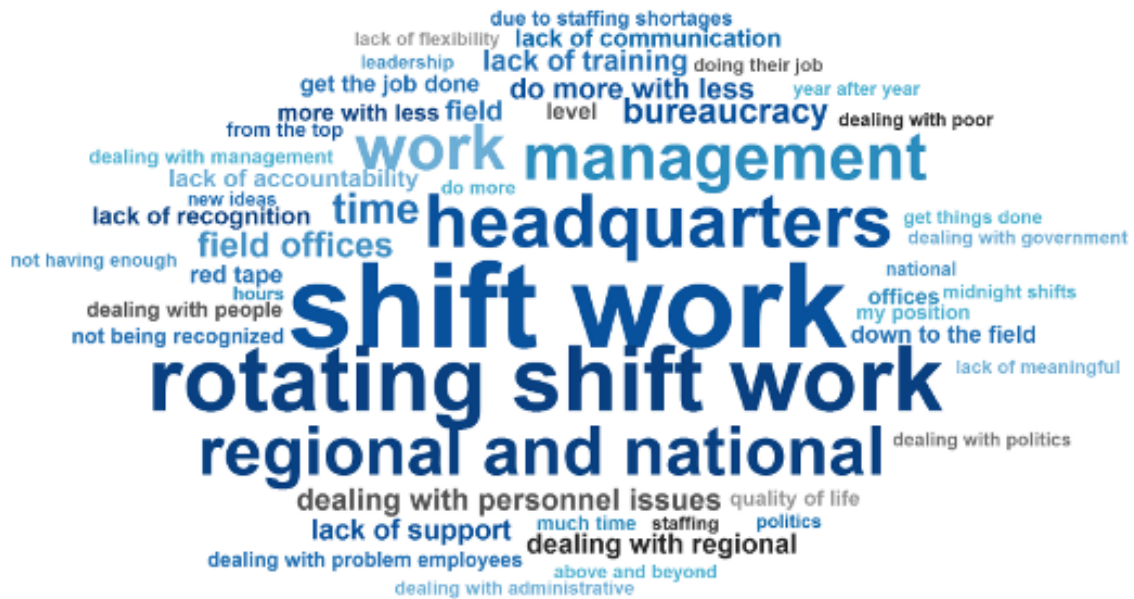 due to staffing shortages
lack of flexibility lack of communication
leadership lack of training doing their job
get the job done do more with less year after year
more with less field level bureaucracy dealing with poor
from the top work management
dealing with management
lack of accountability do more
new ideas
lack of recognition time headquarters get things done
field offices dealing with government
not having enough
red tape shift work national
hours offices midnight shifts
dealing with people my position
not being recognized down to the field
rotating shift work lack of meaningful
regional and national dealing with politics
dealing with personnel issues quality of life
lack of support much time staffing politics
dealing with regional
dealing with problem employees
above and beyond
dealing with administrative